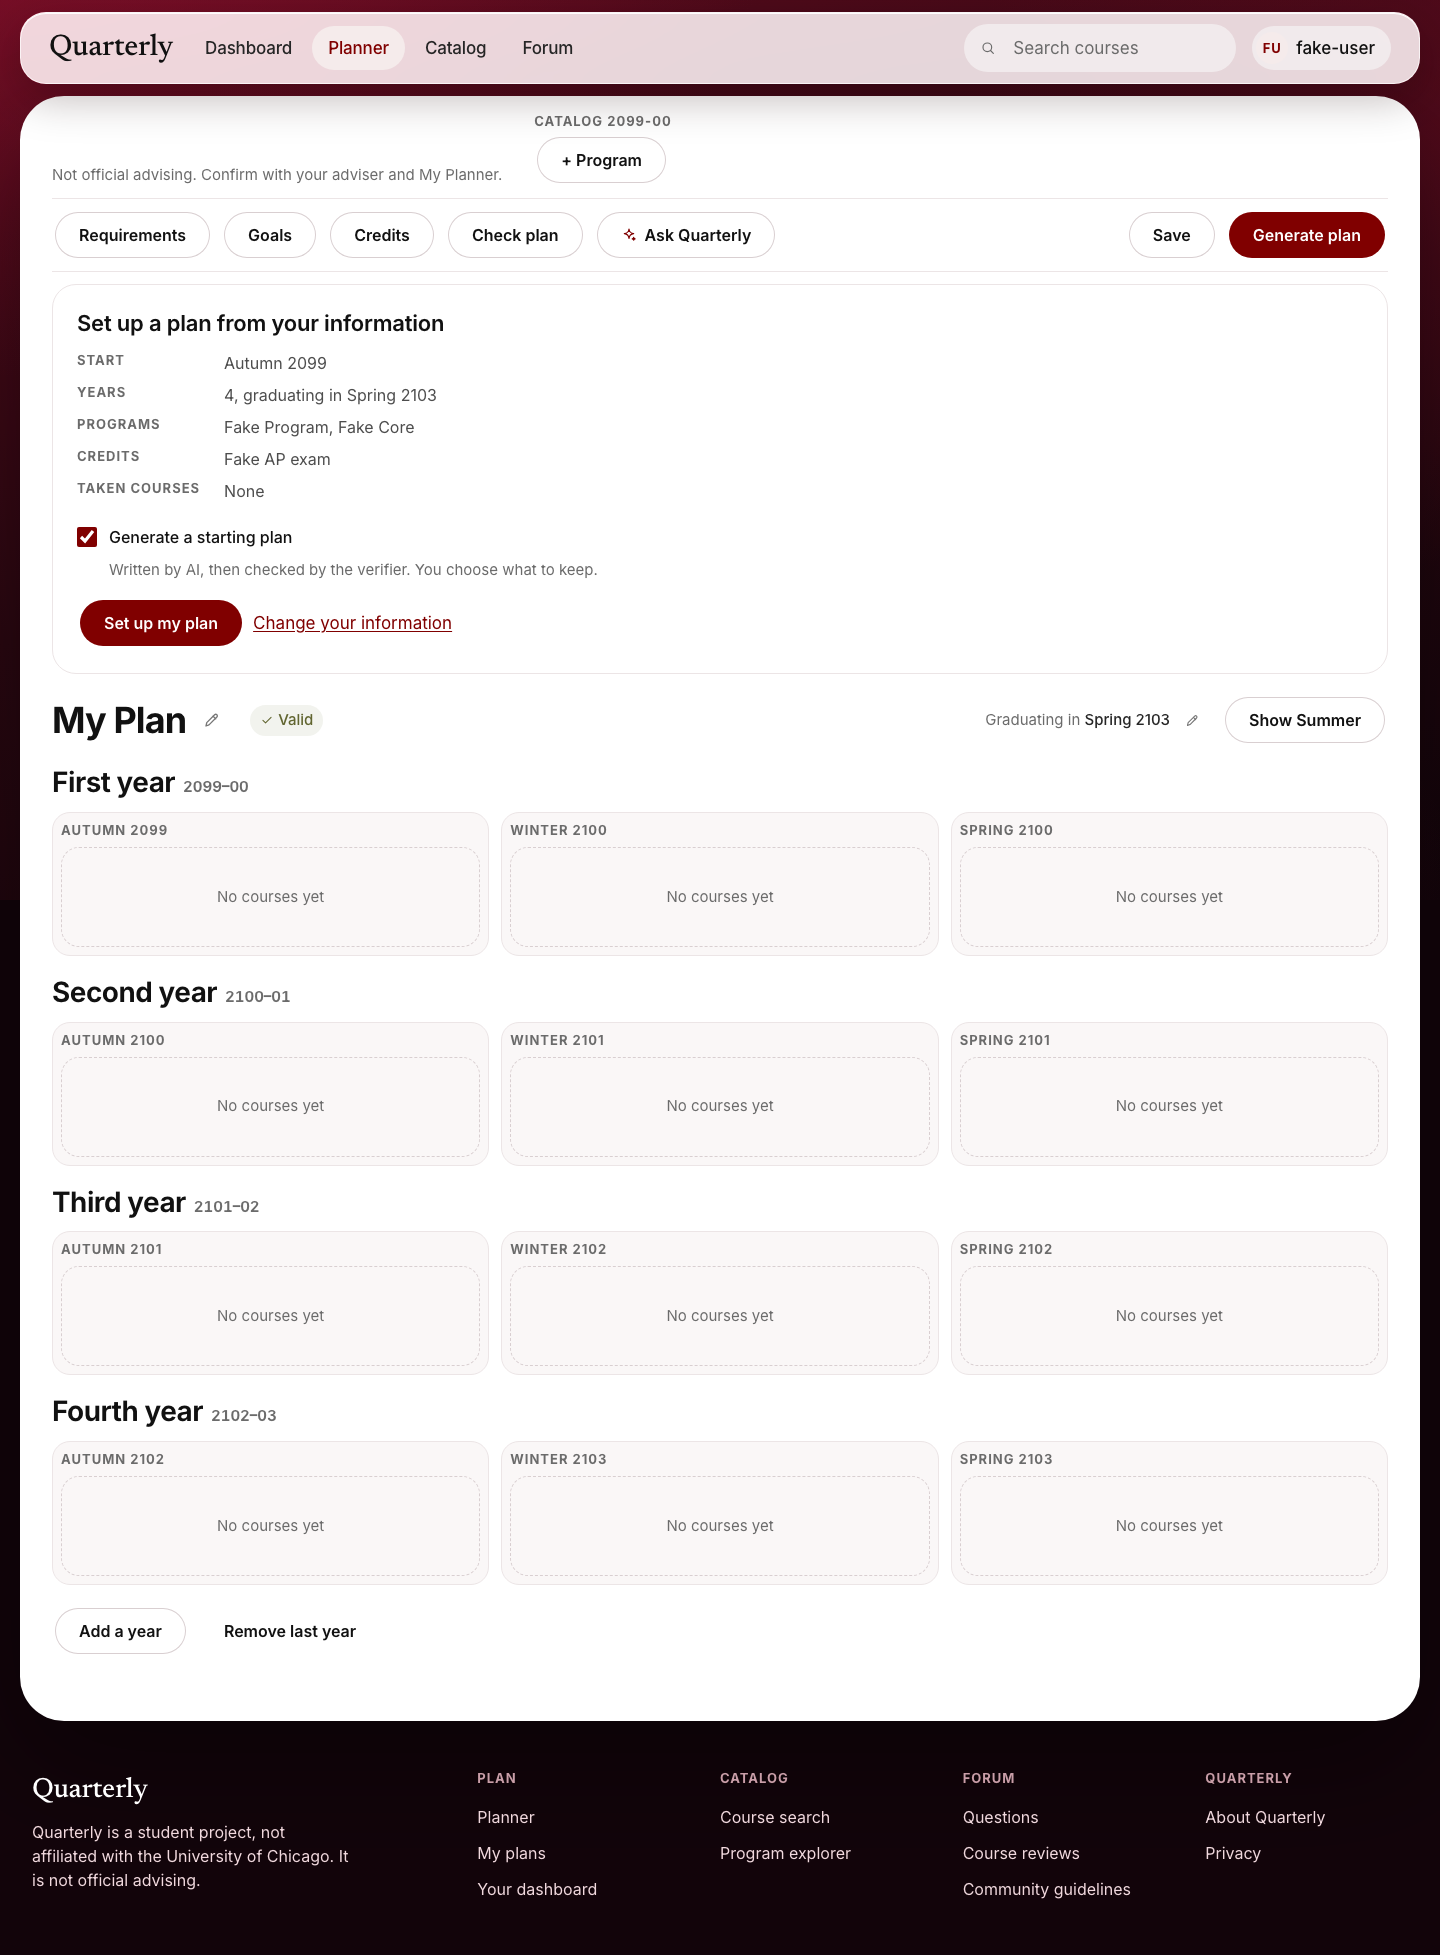 Quarterly
Dashboard
Planner
Catalog
Forum
Search courses
FU
fake-user
CATALOG 2099-00
Not official advising. Confirm with your adviser and My Planner.
+ Program
Requirements
Goals
Credits
Check plan
Ask Quarterly
Save
Generate plan
Set up a plan from your information
START
Autumn 2099
YEARS
4, graduating in Spring 2103
PROGRAMS
Fake Program, Fake Core
CREDITS
Fake AP exam
TAKEN COURSES
None
Generate a starting plan
Written by AI, then checked by the verifier. You choose what to keep.
Set up my plan
Change your information
My Plan
Valid
Graduating in Spring 2103
Show Summer
First year 2099–00
AUTUMN 2099
No courses yet
WINTER 2100
No courses yet
SPRING 2100
No courses yet
Second year 2100–01
AUTUMN 2100
No courses yet
WINTER 2101
No courses yet
SPRING 2101
No courses yet
Third year 2101–02
AUTUMN 2101
No courses yet
WINTER 2102
No courses yet
SPRING 2102
No courses yet
Fourth year 2102–03
AUTUMN 2102
No courses yet
WINTER 2103
No courses yet
SPRING 2103
No courses yet
Add a year
Remove last year
Quarterly
Quarterly is a student project, not
affiliated with the University of Chicago. It
is not official advising.
PLAN
Planner
My plans
Your dashboard
CATALOG
Course search
Program explorer
FORUM
Questions
Course reviews
Community guidelines
QUARTERLY
About Quarterly
Privacy